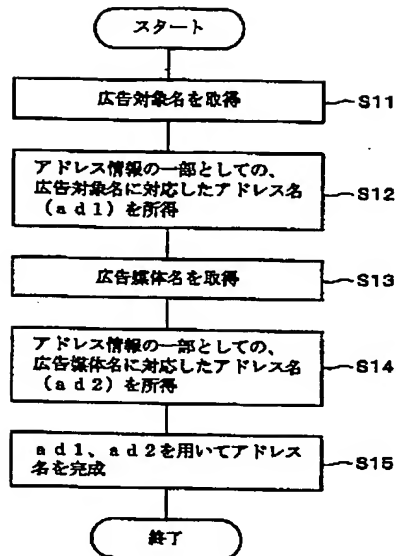 スタート
広告対象名を取得
S11
アドレス情報の一部としての、
広告対象名に対応したアドレス名
(ad1)を所得
S12
広告媒体名を取得
S13
アドレス情報の一部としての、
広告媒体名に対応したアドレス名
(ad2)を所得
S14
ad1、ad2を用いてアドレス
名を完成
S15
終了